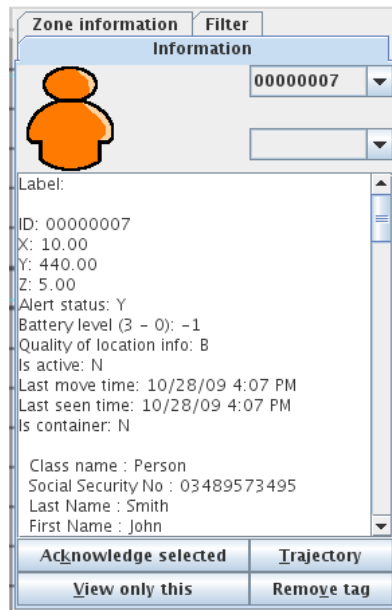 Zone information
Filter
Information
00000007
Label:
ID: 00000007
X: 10.00
Y: 440.00
Z: 5.00
Alert status: Y
Battery level (3 - 0): -1
Quality of location info: B
Is active: N
Last move time: 10/28/09 4:07 PM
Last seen time: 10/28/09 4:07 PM
Is container: N
Class name : Person
Social Security No : 03489573495
Last Name : Smith
First Name : John
Acknowledge selected
Trajectory
View only this
Remove tag